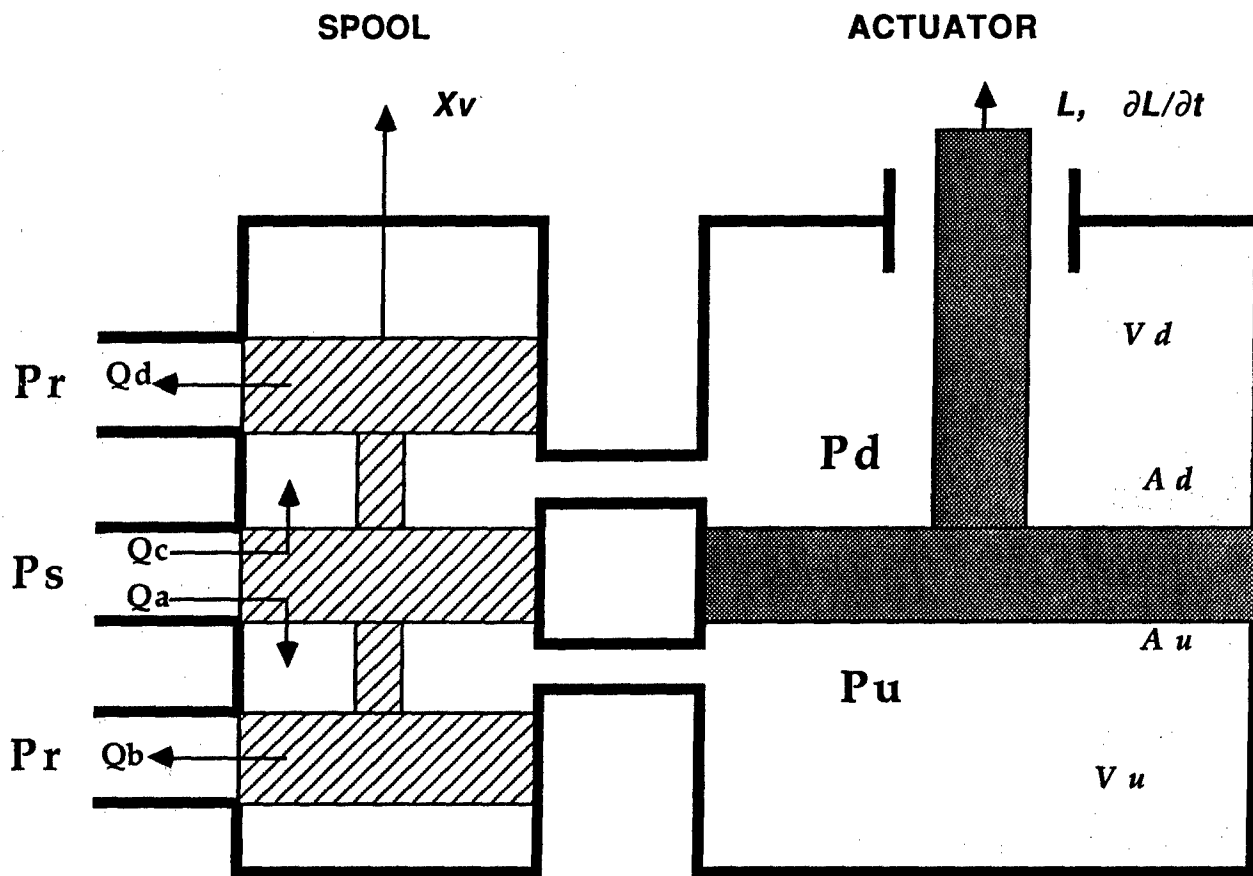 SPOOL
ACTUATOR
Xv
L, ∂L/∂t
Pr
Qd
V d
Pd
A d
Ps
Qc
Qa
A u
Pu
Pr
Qb
V u